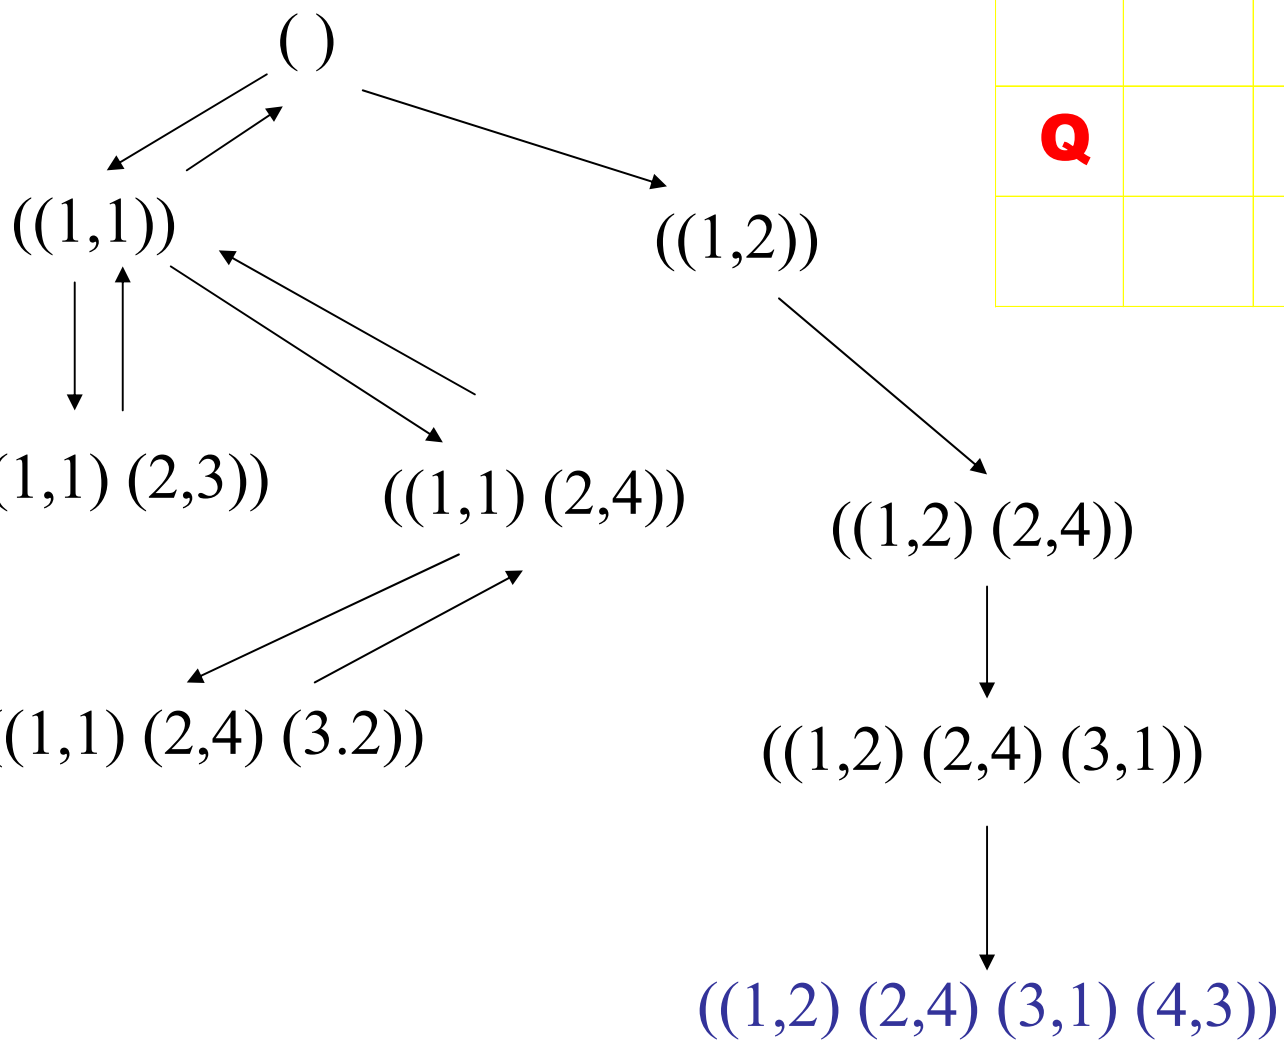 ( )
Q
((1,1))
((1,2))
(1,1) (2,3))
((1,1) (2,4))
((1,2) (2,4))
((1,1) (2,4) (3.2))
((1,2) (2,4) (3,1))
((1,2) (2,4) (3,1) (4,3))